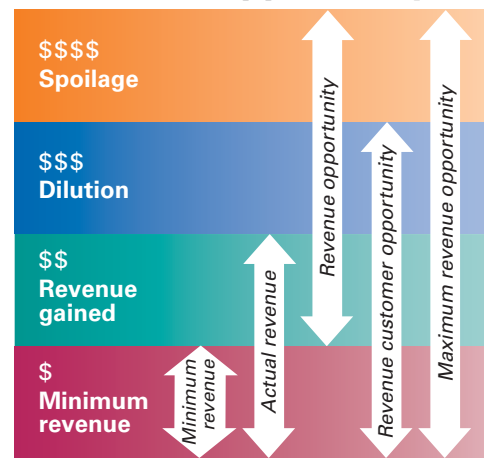 $$$$
Spoilage
$$$
Dilution
$$
Revenue
gained
$
Minimum
revenue
Minimum
revenue
Actual revenue
Revenue opportunity
Revenue customer opportunity
Maximum revenue opportunity